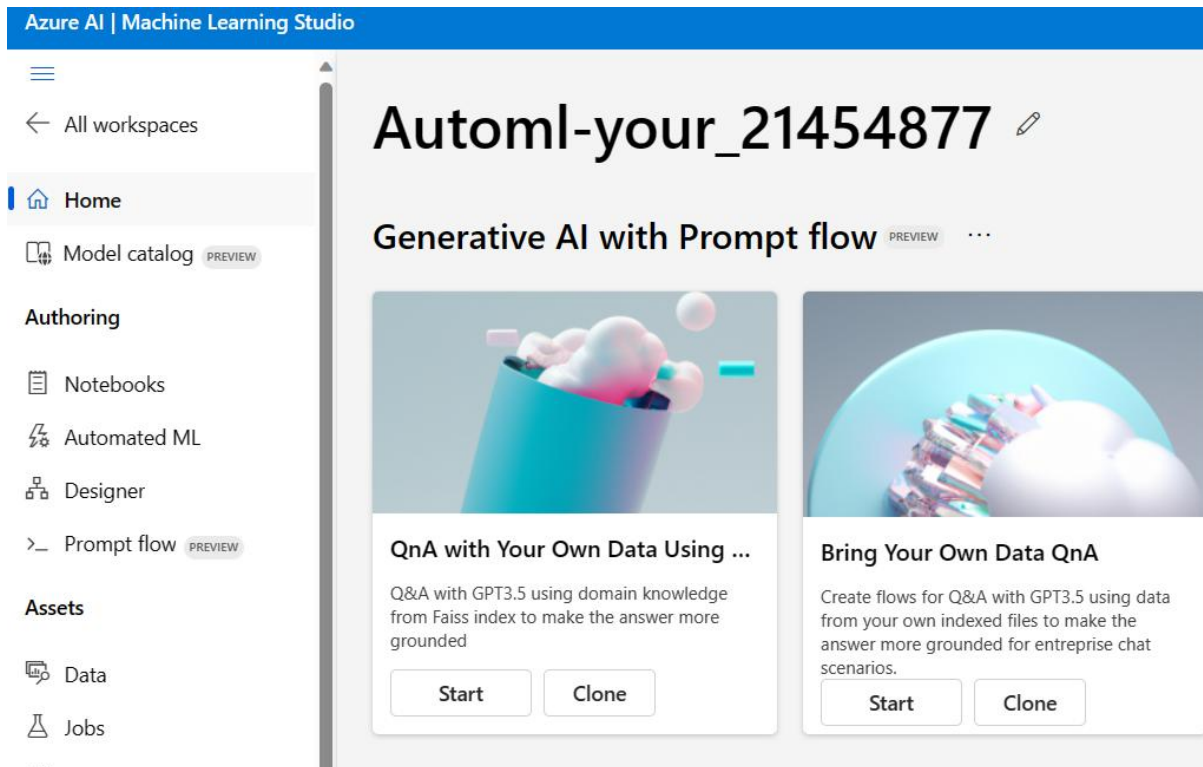 Azure AI | Machine Learning Studio
All workspaces
Home
Model catalog PREVIEW
Authoring
Notebooks
Automated ML
Designer
Prompt flow PREVIEW
Assets
Data
Jobs
Automl-your_21454877
Generative AI with Prompt flow PREVIEW ...
QnA with Your Own Data Using ...
Q&A with GPT3.5 using domain knowledge
from Faiss index to make the answer more
grounded
Start Clone
Bring Your Own Data QnA
Create flows for Q&A with GPT3.5 using data
from your own indexed files to make the
answer more grounded for entreprise chat
scenarios.
Start Clone